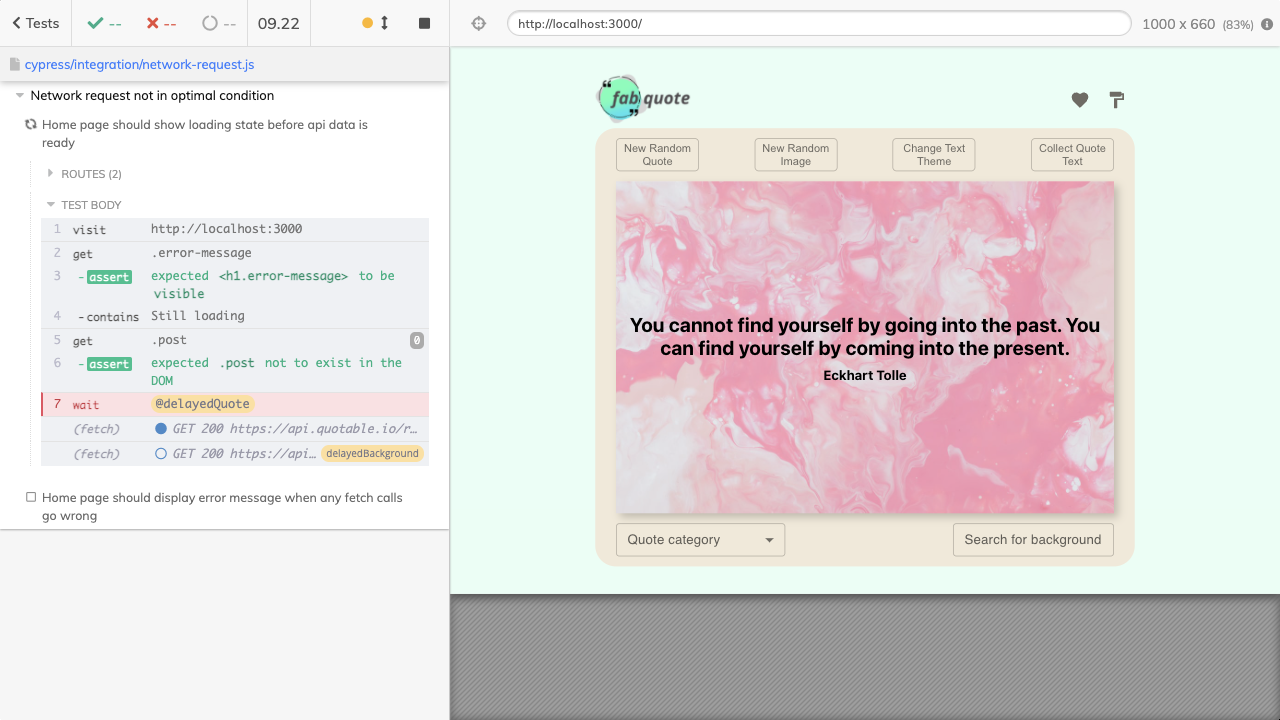 Tests
--
--
--
09.22
http://localhost:3000/
1000 x 660 (83%)
cypress/integration/network-request.js
Network request not in optimal condition
Home page should show loading state before api data is
ready
ROUTES (2)
TEST BODY
1 visit http://localhost:3000
2 get .error-message
3 -assert expected <h1.error-message> to be
visible
4 -contains Still loading
5 get .post 0
6 -assert expected .post not to exist in the
DOM
7 wait @delayedQuote
(fetch) GET 200 https://api.quotable.io/r…
(fetch) GET 200 https://api… delayedBackground
Home page should display error message when any fetch calls
go wrong
fab quote
New Random
Quote
New Random
Image
Change Text
Theme
Collect Quote
Text
You cannot find yourself by going into the past. You
can find yourself by coming into the present.
Eckhart Tolle
Quote category
Search for background